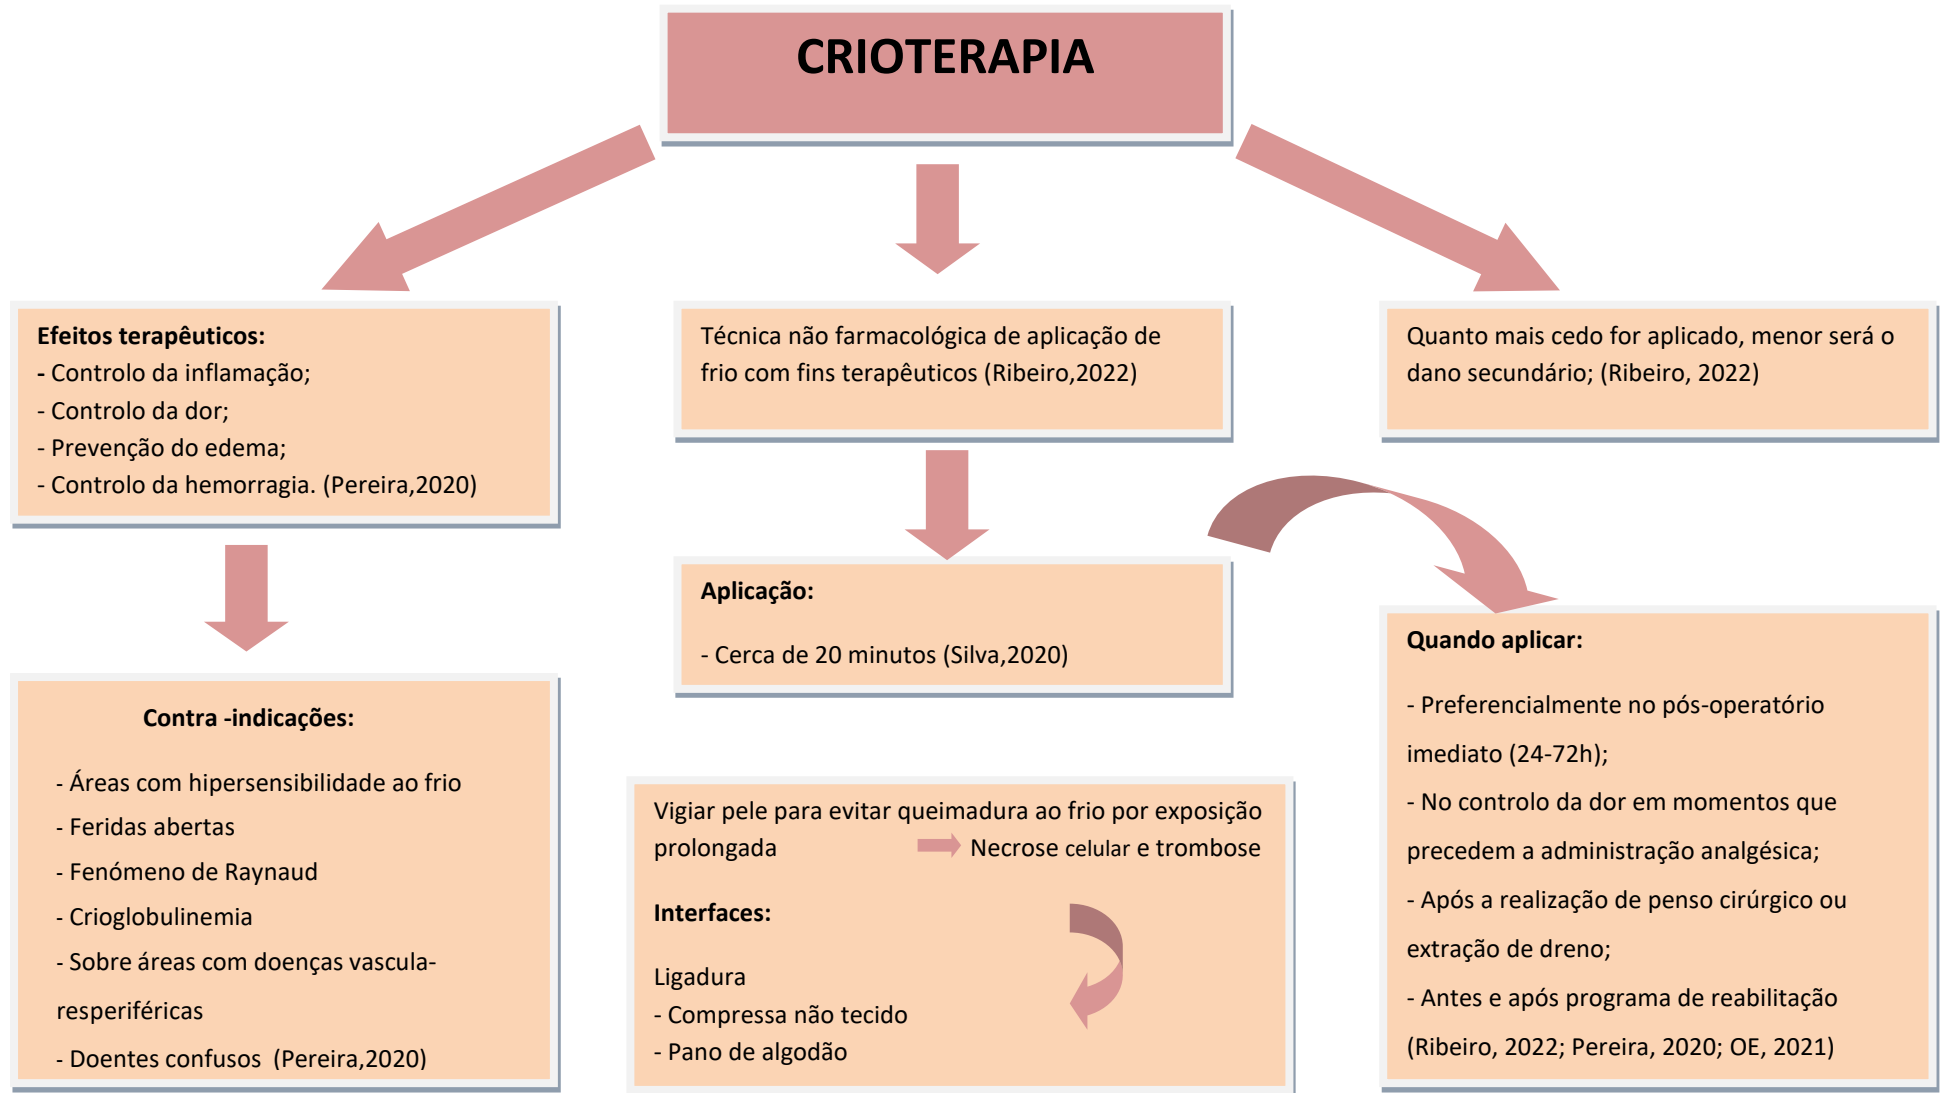 CRIOTERAPIA
Efeitos terapêuticos:
- Controlo da inflamação;
- Controlo da dor;
- Prevenção do edema;
- Controlo da hemorragia. (Pereira,2020)
Técnica não farmacológica de aplicação de
frio com fins terapêuticos (Ribeiro,2022)
Quanto mais cedo for aplicado, menor será o
dano secundário; (Ribeiro, 2022)
Contra -indicações:
- Áreas com hipersensibilidade ao frio
- Feridas abertas
- Fenómeno de Raynaud
- Crioglobulinemia
- Sobre áreas com doenças vascula-
resperiféricas
- Doentes confusos (Pereira,2020)
Aplicação:
- Cerca de 20 minutos (Silva,2020)
Vigiar pele para evitar queimadura ao frio por exposição
prolongada Necrose celular e trombose
Interfaces:
Ligadura
- Compressa não tecido
- Pano de algodão
Quando aplicar:
- Preferencialmente no pós-operatório
imediato (24-72h);
- No controlo da dor em momentos que
precedem a administração analgésica;
- Após a realização de penso cirúrgico ou
extração de dreno;
- Antes e após programa de reabilitação
(Ribeiro, 2022; Pereira, 2020; OE, 2021)